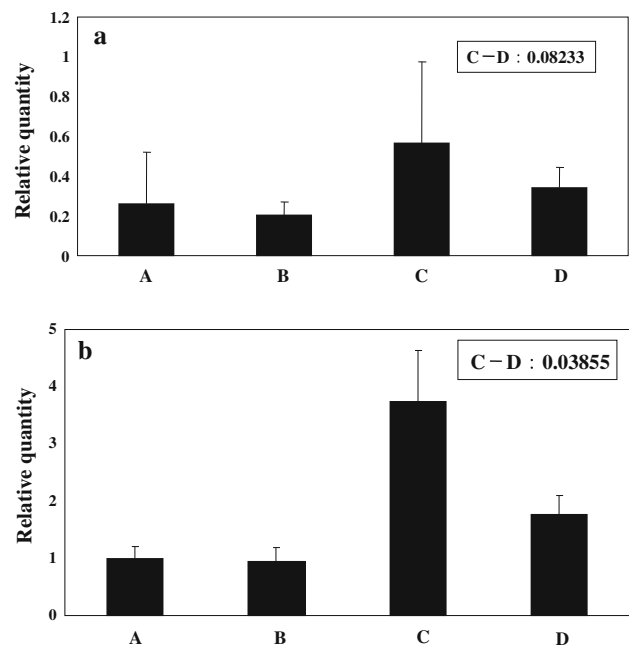 a
C−D : 0.08233
Relative quantity
1.2
1
0.8
0.6
0.4
0.2
0
A B C D
b
C−D : 0.03855
Relative quantity
5
4
3
2
1
0
A B C D